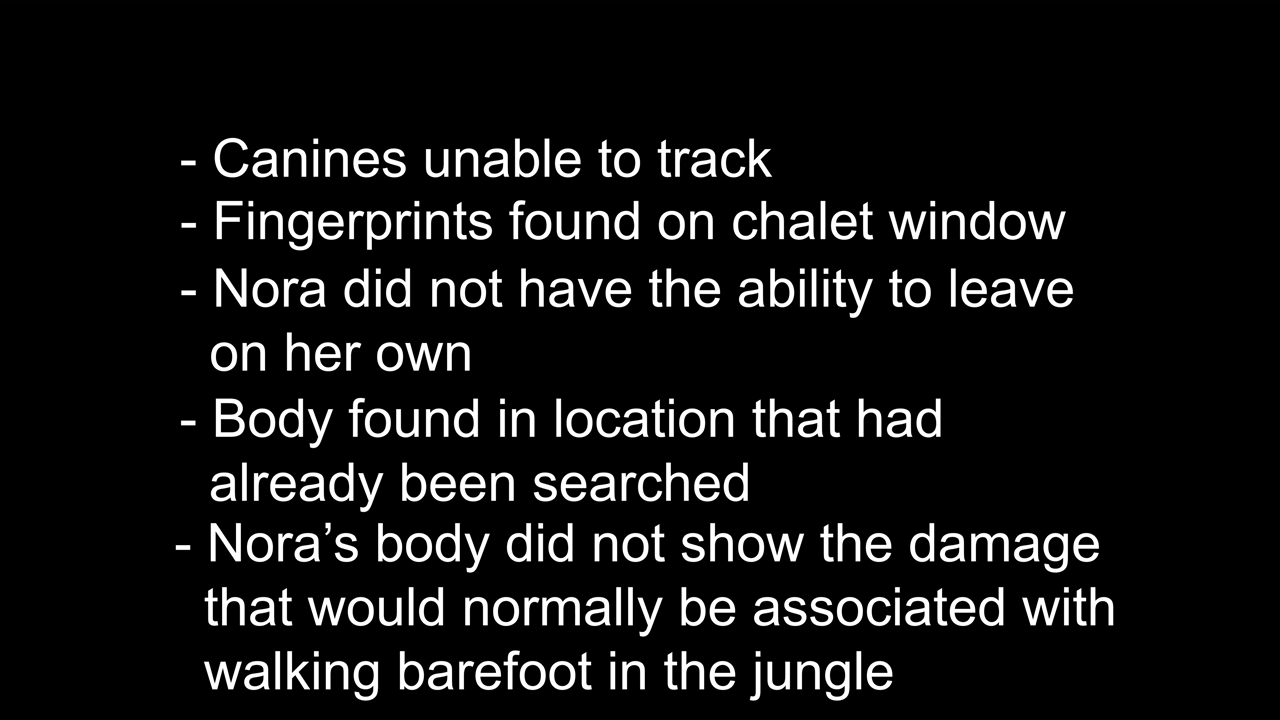 - Canines unable to track
- Fingerprints found on chalet window
- Nora did not have the ability to leave
on her own
- Body found in location that had
already been searched
- Nora’s body did not show the damage
that would normally be associated with
walking barefoot in the jungle